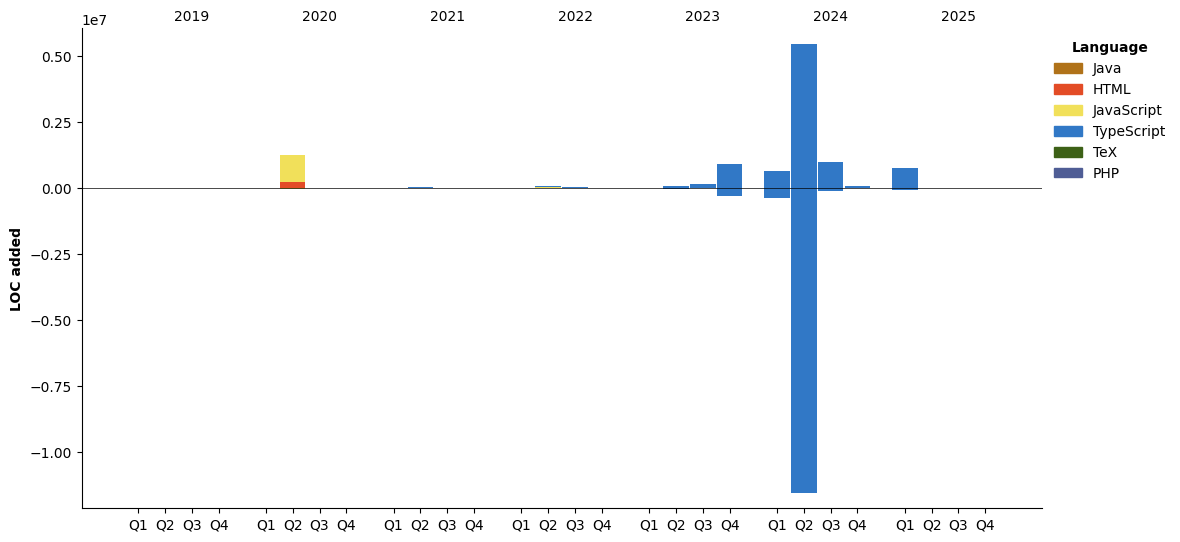 2019 2020 2021 2022 2023 2024 2025
1e7
Language
Java
HTML
JavaScript
TypeScript
TeX
PHP
0.50
0.25
0.00
−0.25
−0.50
−0.75
−1.00
LOC added
Q1 Q2 Q3 Q4 Q1 Q2 Q3 Q4 Q1 Q2 Q3 Q4 Q1 Q2 Q3 Q4 Q1 Q2 Q3 Q4 Q1 Q2 Q3 Q4 Q1 Q2 Q3 Q4